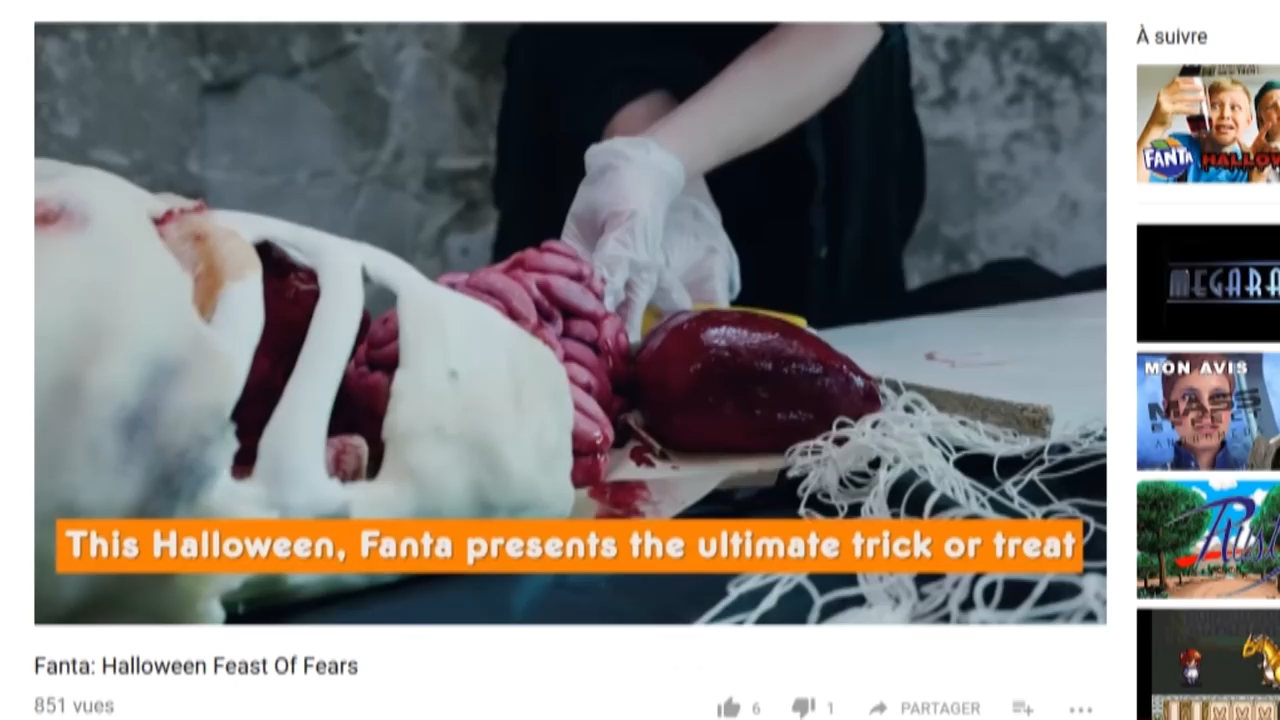 À suivre
This Halloween, Fanta presents the ultimate trick or treat
FANTA
MON AVIS
Fanta: Halloween Feast Of Fears
851 vues
6
1
PARTAGER